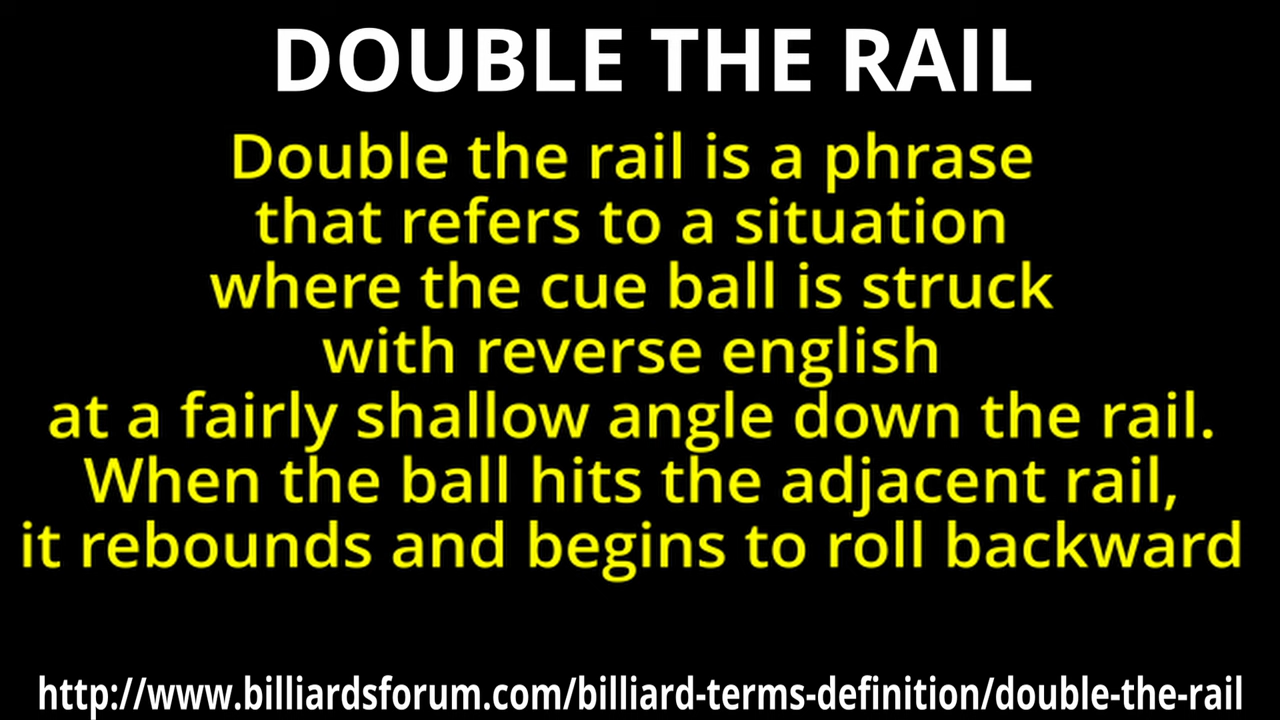 DOUBLE THE RAIL
Double the rail is a phrase
that refers to a situation
where the cue ball is struck
with reverse english
at a fairly shallow angle down the rail.
When the ball hits the adjacent rail,
it rebounds and begins to roll backward
http://www.billiardsforum.com/billiard-terms-definition/double-the-rail